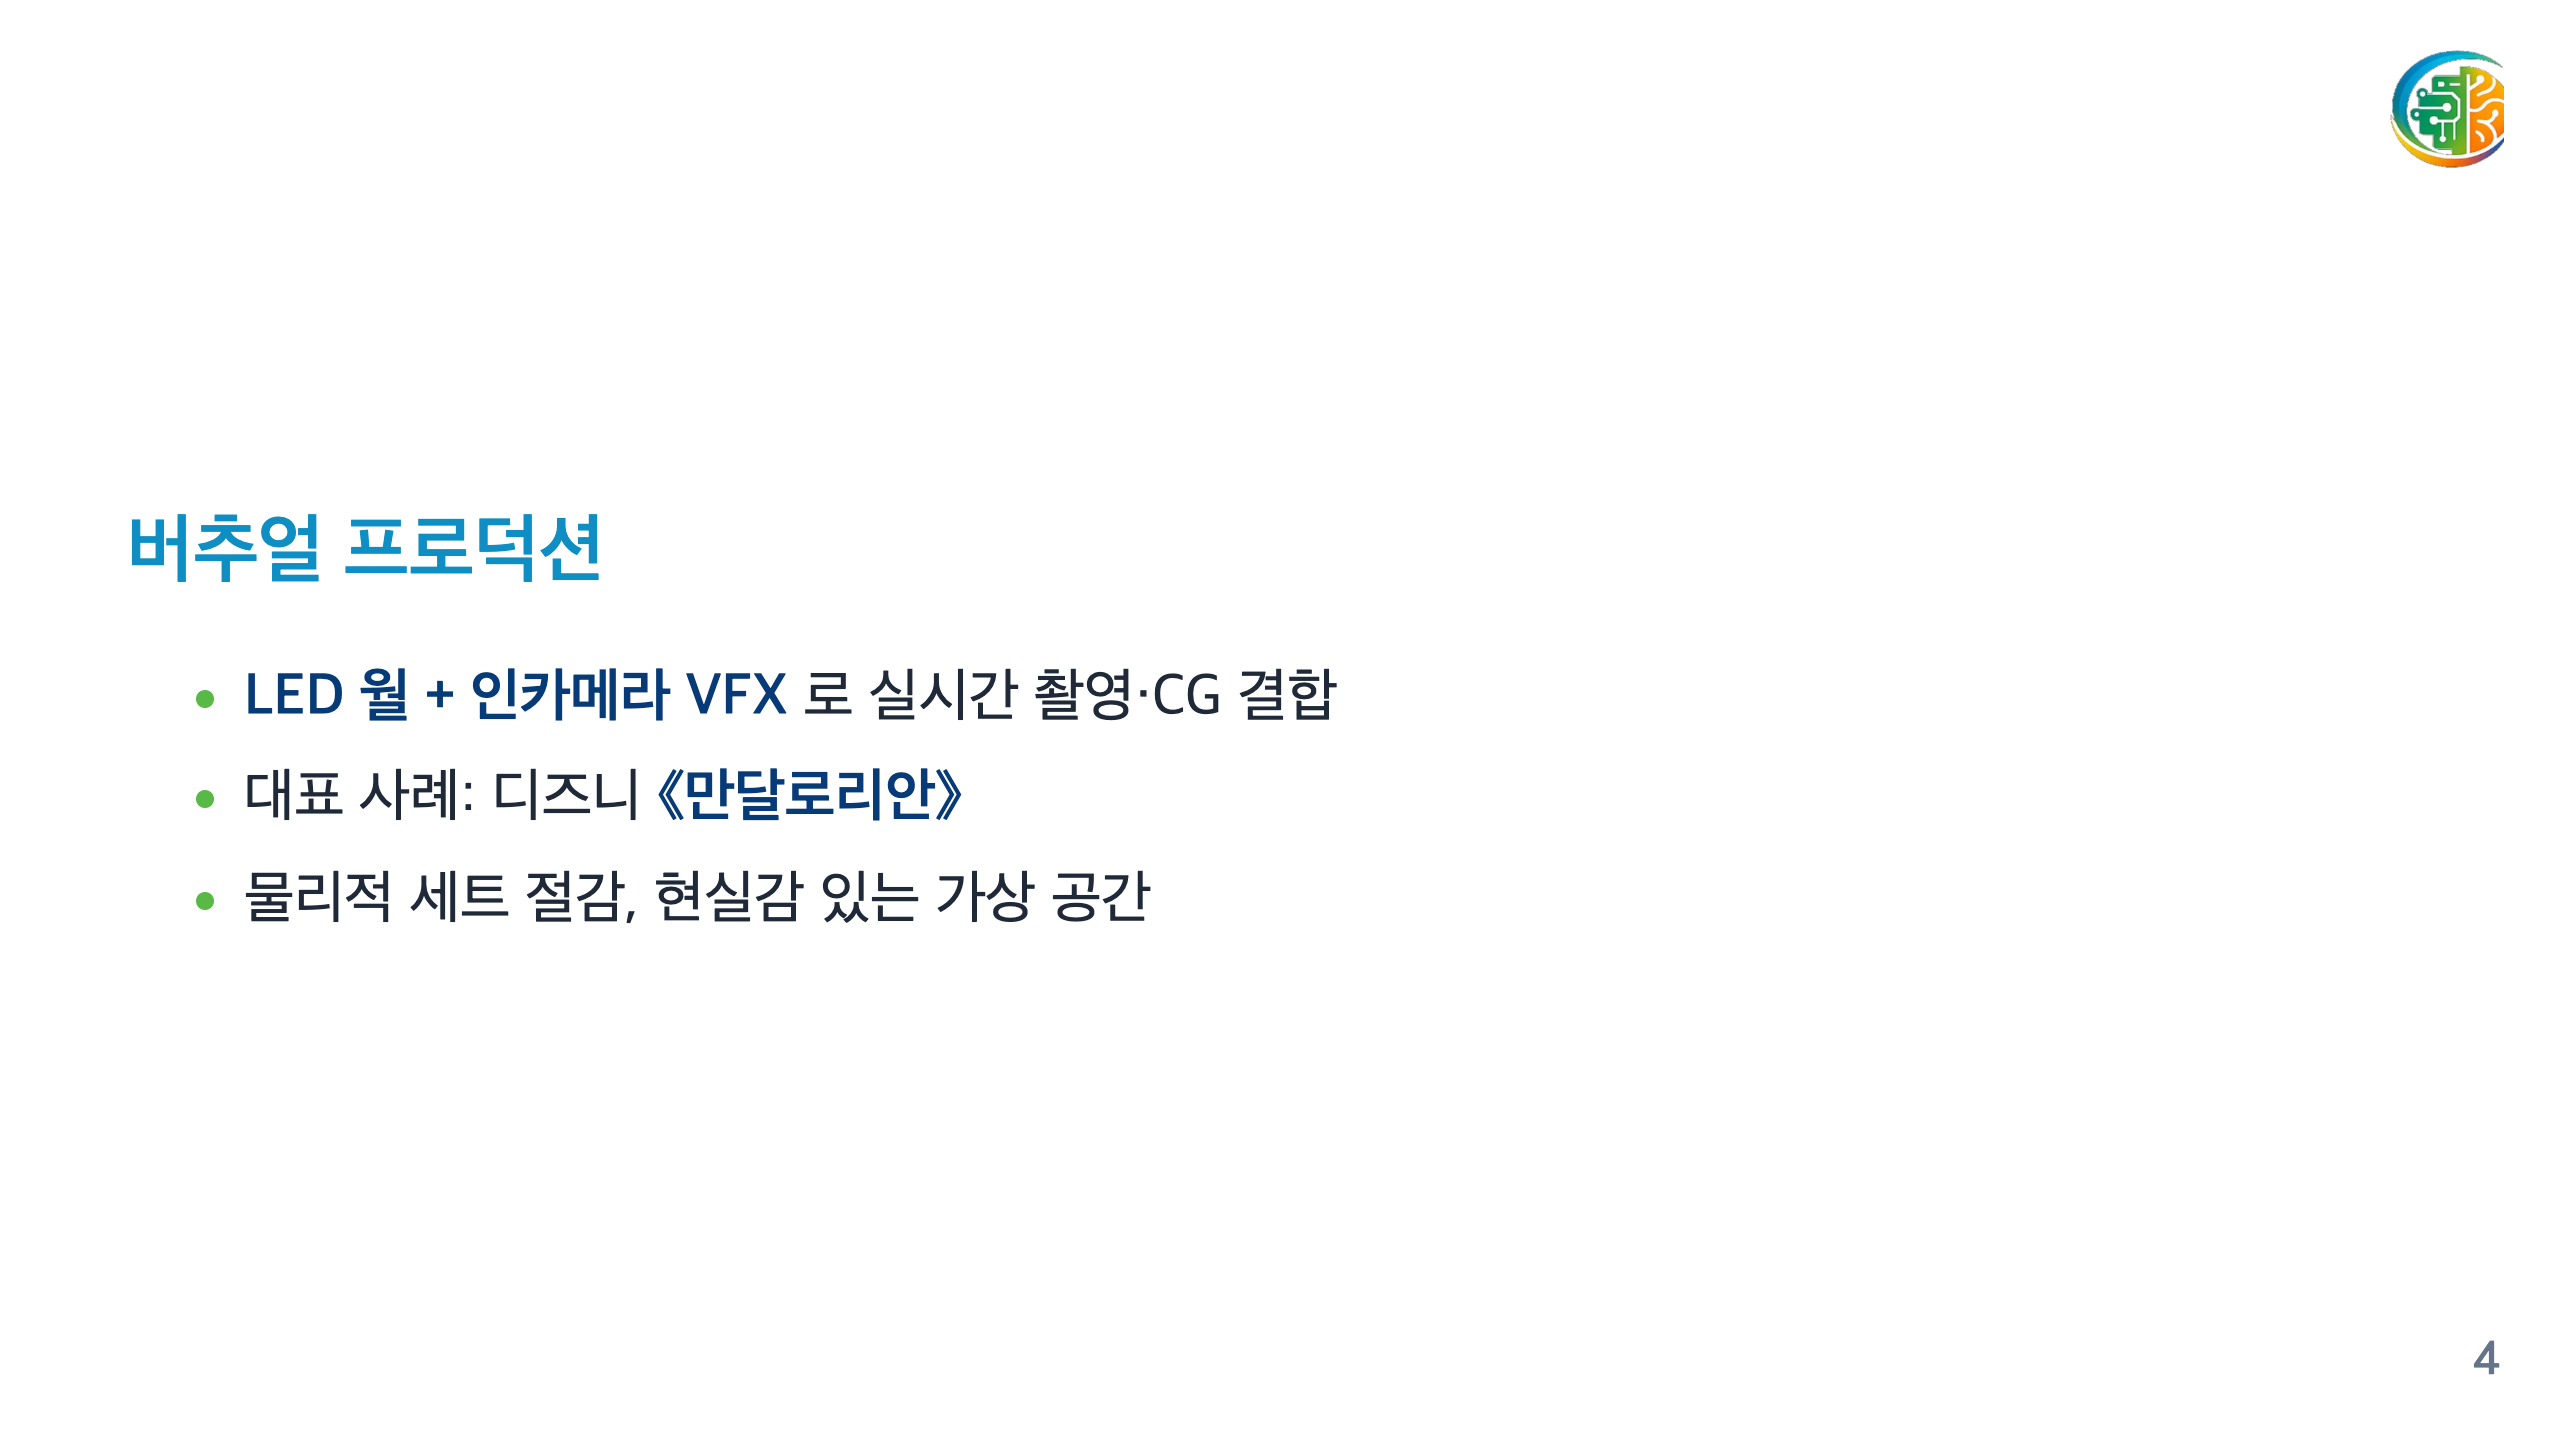 버추얼 프로덕션
• LED 월 + 인카메라 VFX 로 실시간 촬영·CG 결합
• 대표 사례: 디즈니 《만달로리안》
• 물리적 세트 절감, 현실감 있는 가상 공간
4